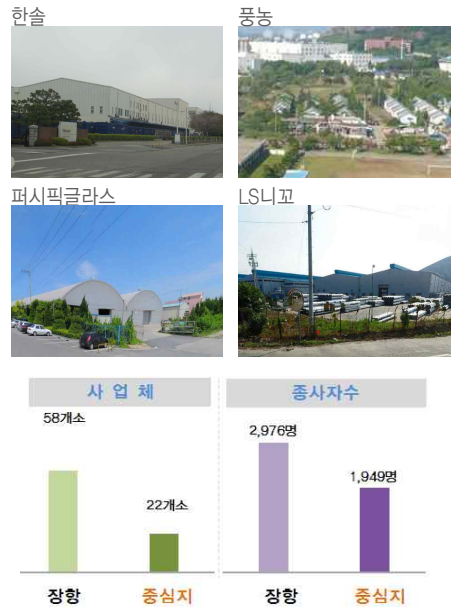 한솔
풍농
퍼시픽글라스
LS니꼬
사 업 체
종사자수
58개소
22개소
2,976명
1,949명
장항
중심지
장항
중심지